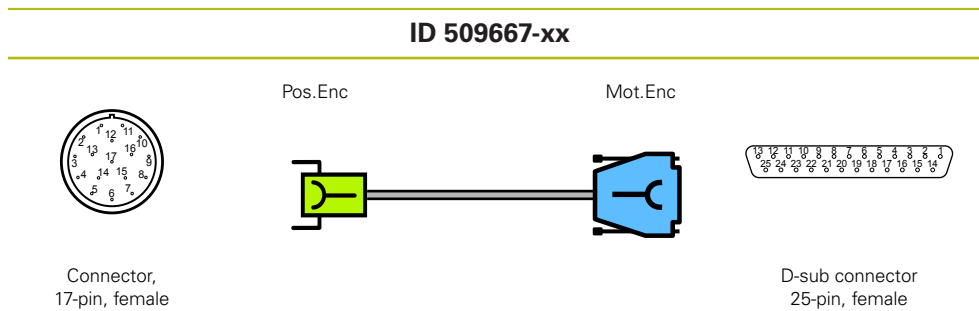 ID 509667-xx
Pos.Enc
Mot.Enc
1 11
2 12 10
13 16
3 17 9
4 14 15 8
5 6 7
13 12 11 10 9 8 7 6 5 4 3 2 1
25 24 23 22 21 20 19 18 17 16 15 14
Connector,
17-pin, female
D-sub connector
25-pin, female